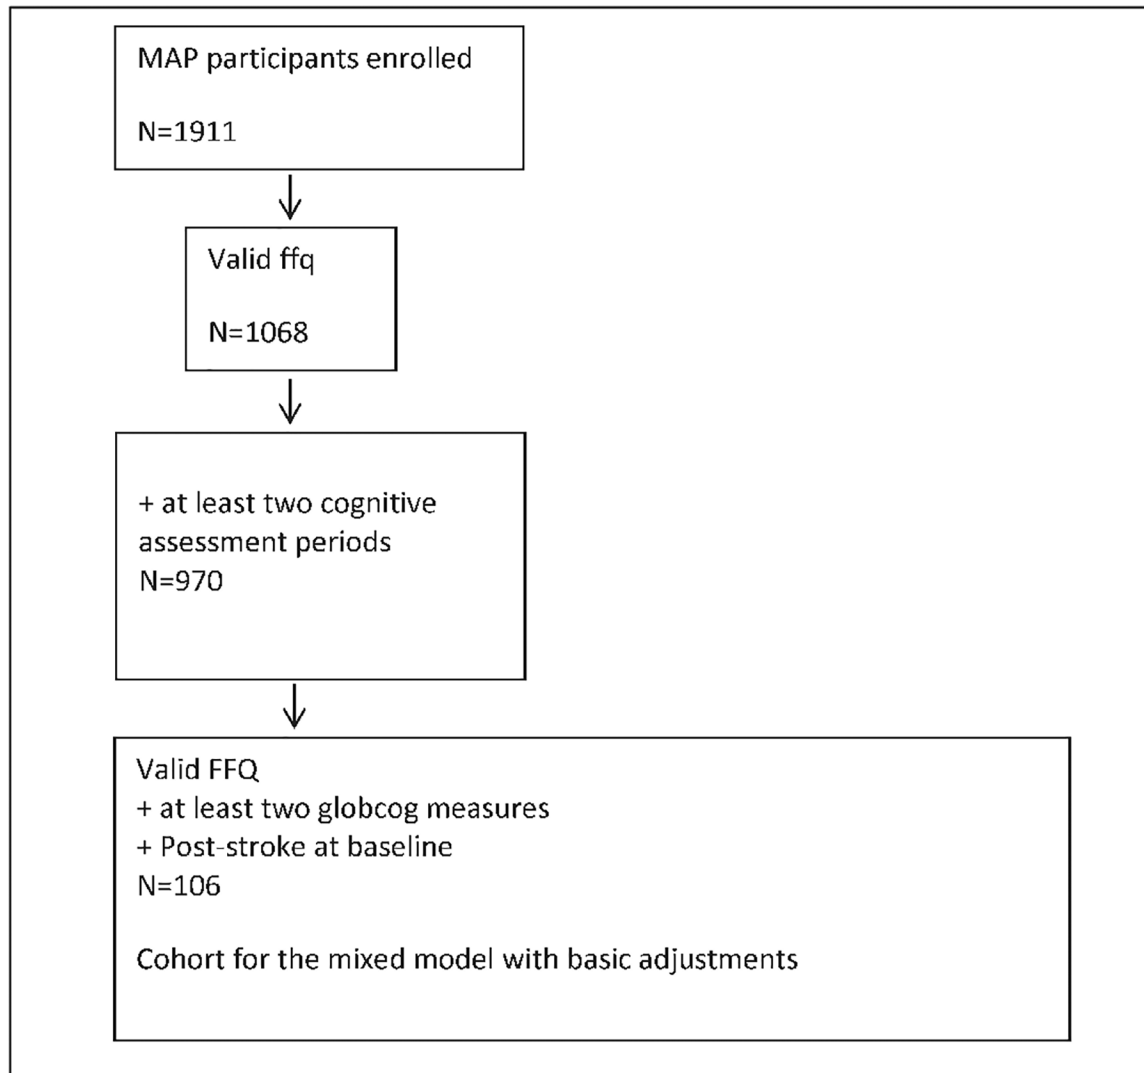 MAP participants enrolled
N=1911
Valid ffq
N=1068
+ at least two cognitive
assessment periods
N=970
Valid FFQ
+ at least two globcog measures
+ Post-stroke at baseline
N=106
Cohort for the mixed model with basic adjustments